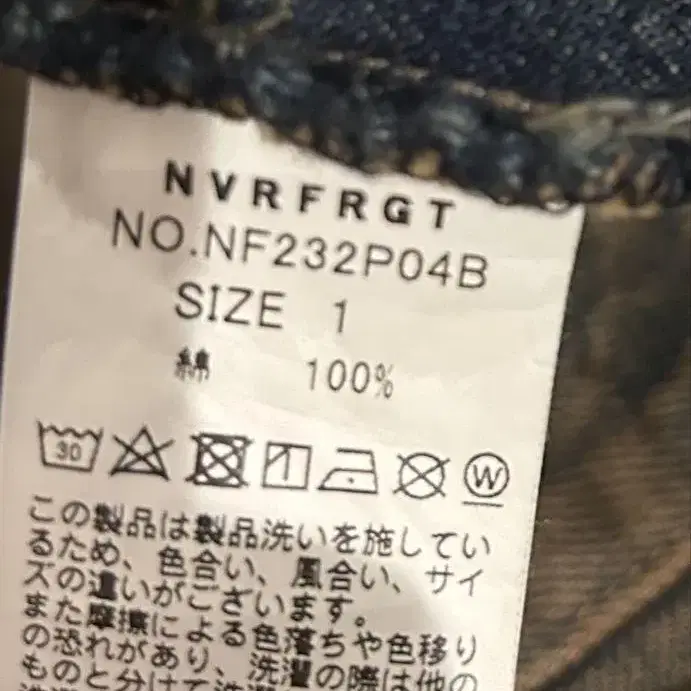 NVRFRGT
NO.NF232P04B
SIZE 1
綿 100%
30
W
この製品は製品洗いを施してい
るため、色合い、風合い、サイ
ズの違いがございます。
また摩擦による色落ちや色移り
の恐れがあり、洗濯の際は他の
ものと分けて洗